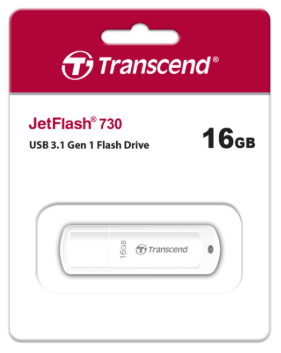 Transcend®
JetFlash® 730
USB 3.1 Gen 1 Flash Drive
16GB
16GB
Transcend